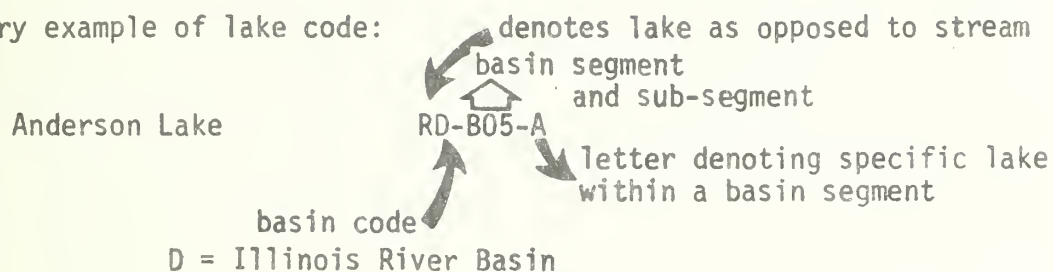 ry example of lake code: denotes lake as opposed to stream
basin segment
and sub-segment
Anderson Lake RD-B05-A
letter denoting specific lake
within a basin segment
basin code
D = Illinois River Basin